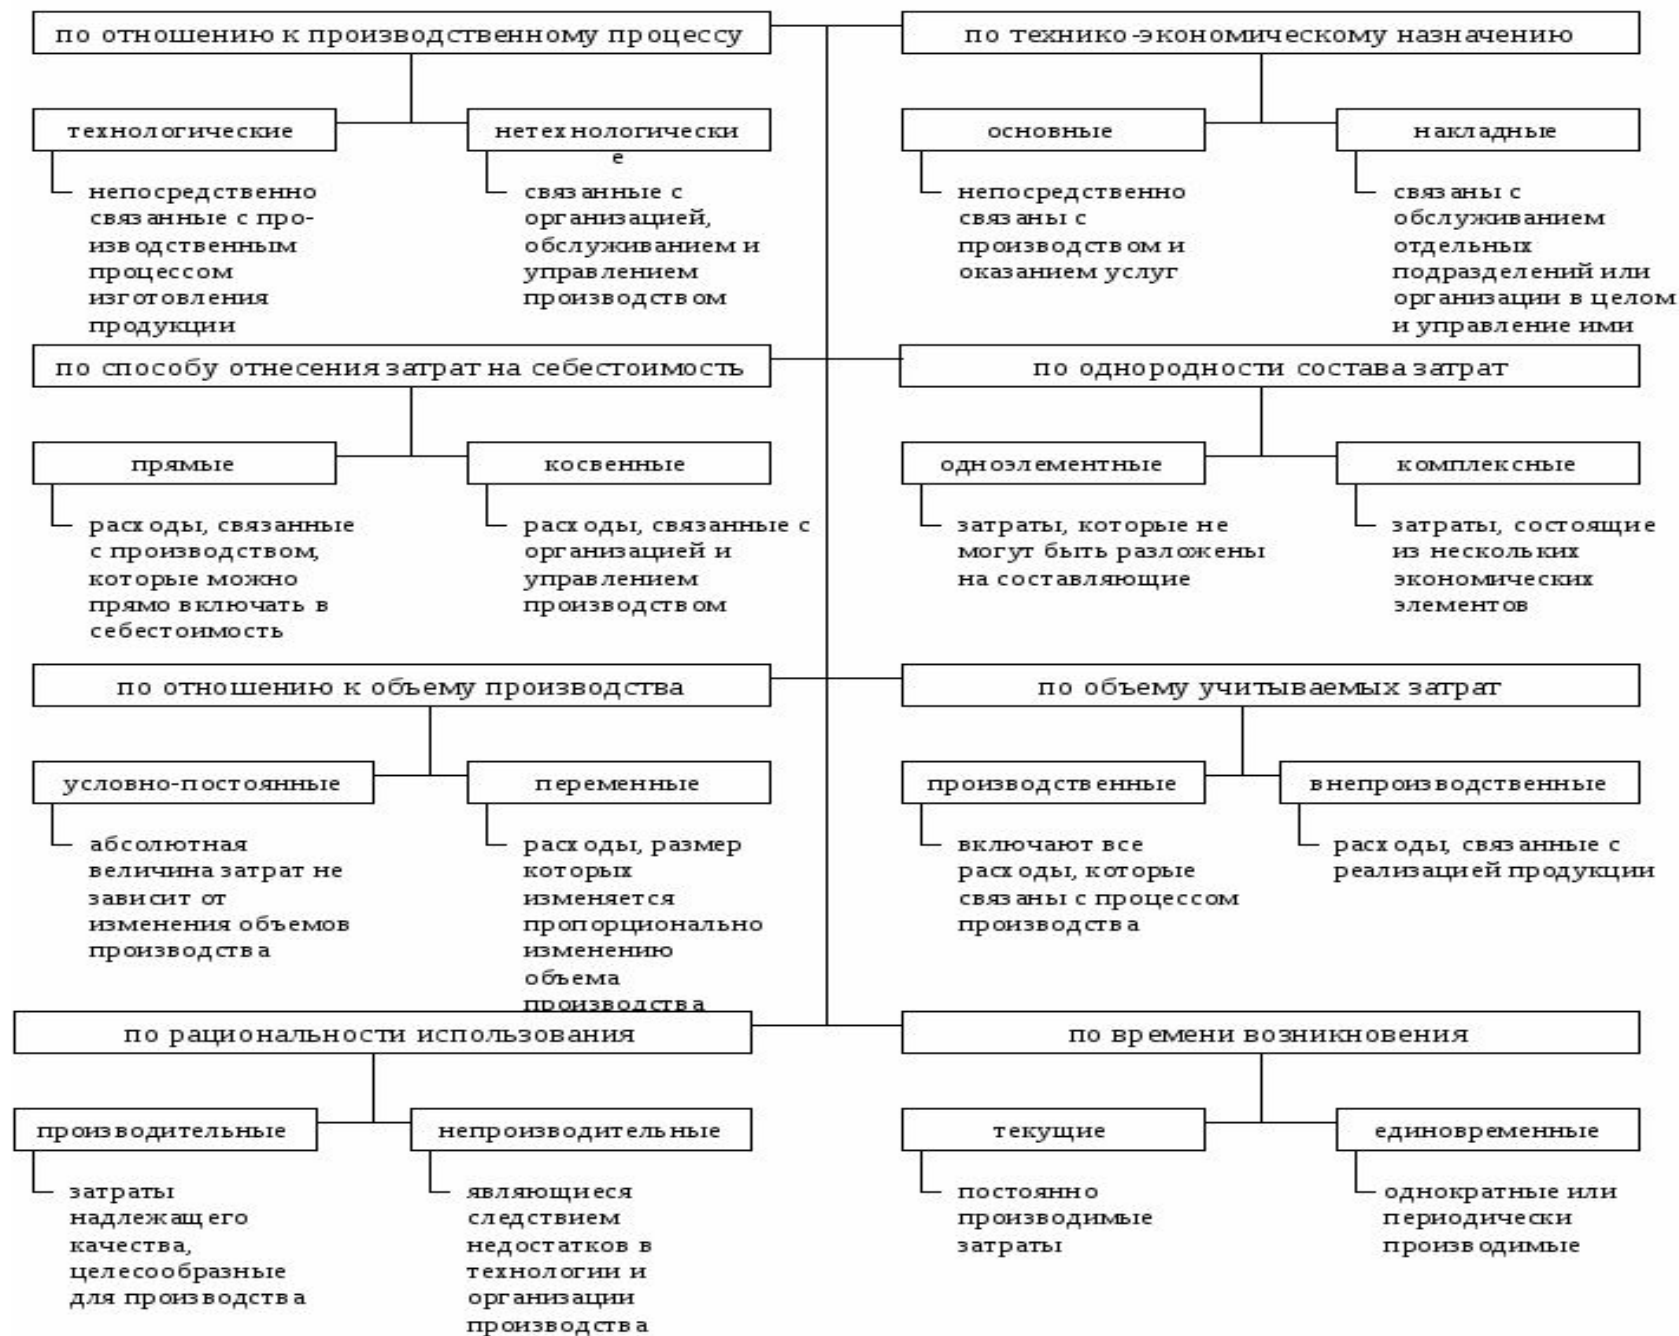 по отношению к производственному процессу
технологические
непосредственно
связанные с про-
изводственным
процессом
изготовления
продукции
нетехнологически
е
связанные с
организацией,
обслуживанием и
управлением
производством
по технико-экономическому назначению
основные
непосредственно
связаны с
производством и
оказанием услуг
накладные
связаны с
обслуживанием
отдельных
подразделений или
организации в целом
и управление ими
по способу отнесения затрат на себестоимость
прямые
расходы, связанные
с производством,
которые можно
прямо включать в
себестоимость
косвенные
расходы, связанные с
организацией и
управлением
производством
по однородности состава затрат
одноэлементные
затраты, которые не
могут быть разложены
на составляющие
комплексные
затраты, состоящие
из нескольких
экономических
элементов
по отношению к объему производства
условно-постоянные
абсолютная
величина затрат не
зависит от
изменения объемов
производства
переменные
расходы, размер
которых
изменяется
пропорционально
изменению
объема
производства
по объему учитываемых затрат
производственные
включают все
расходы, которые
связаны с процессом
производства
внепроизводственные
расходы, связанные с
реализацией продукции
по рациональности использования
производительные
затраты
надлежащего
качества,
целесообразные
для производства
непроизводительные
являющиеся
следствием
недостатков в
технологии и
организации
производства
по времени возникновения
текущие
постоянно
производимые
затраты
единовременные
однократные или
периодически
производимые